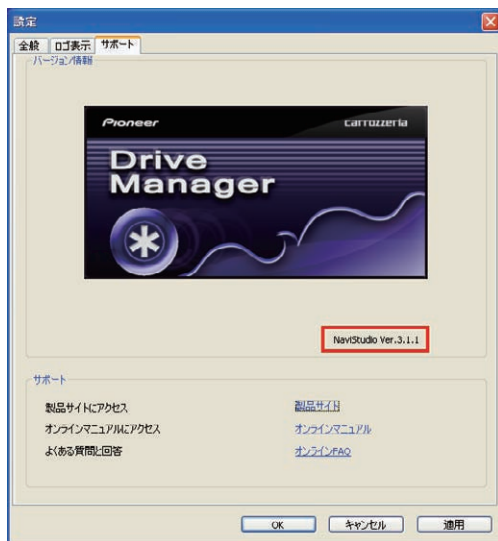 設定
全般 ロゴ表示 サポート
バージョン情報
Pioneer carrozzeria
Drive
Manager
NaviStudio Ver.3.1.1
サポート
製品サイトにアクセス 製品サイト
オンラインマニュアルにアクセス オンラインマニュアル
よくある質問と回答 オンラインFAQ
OK キャンセル 適用